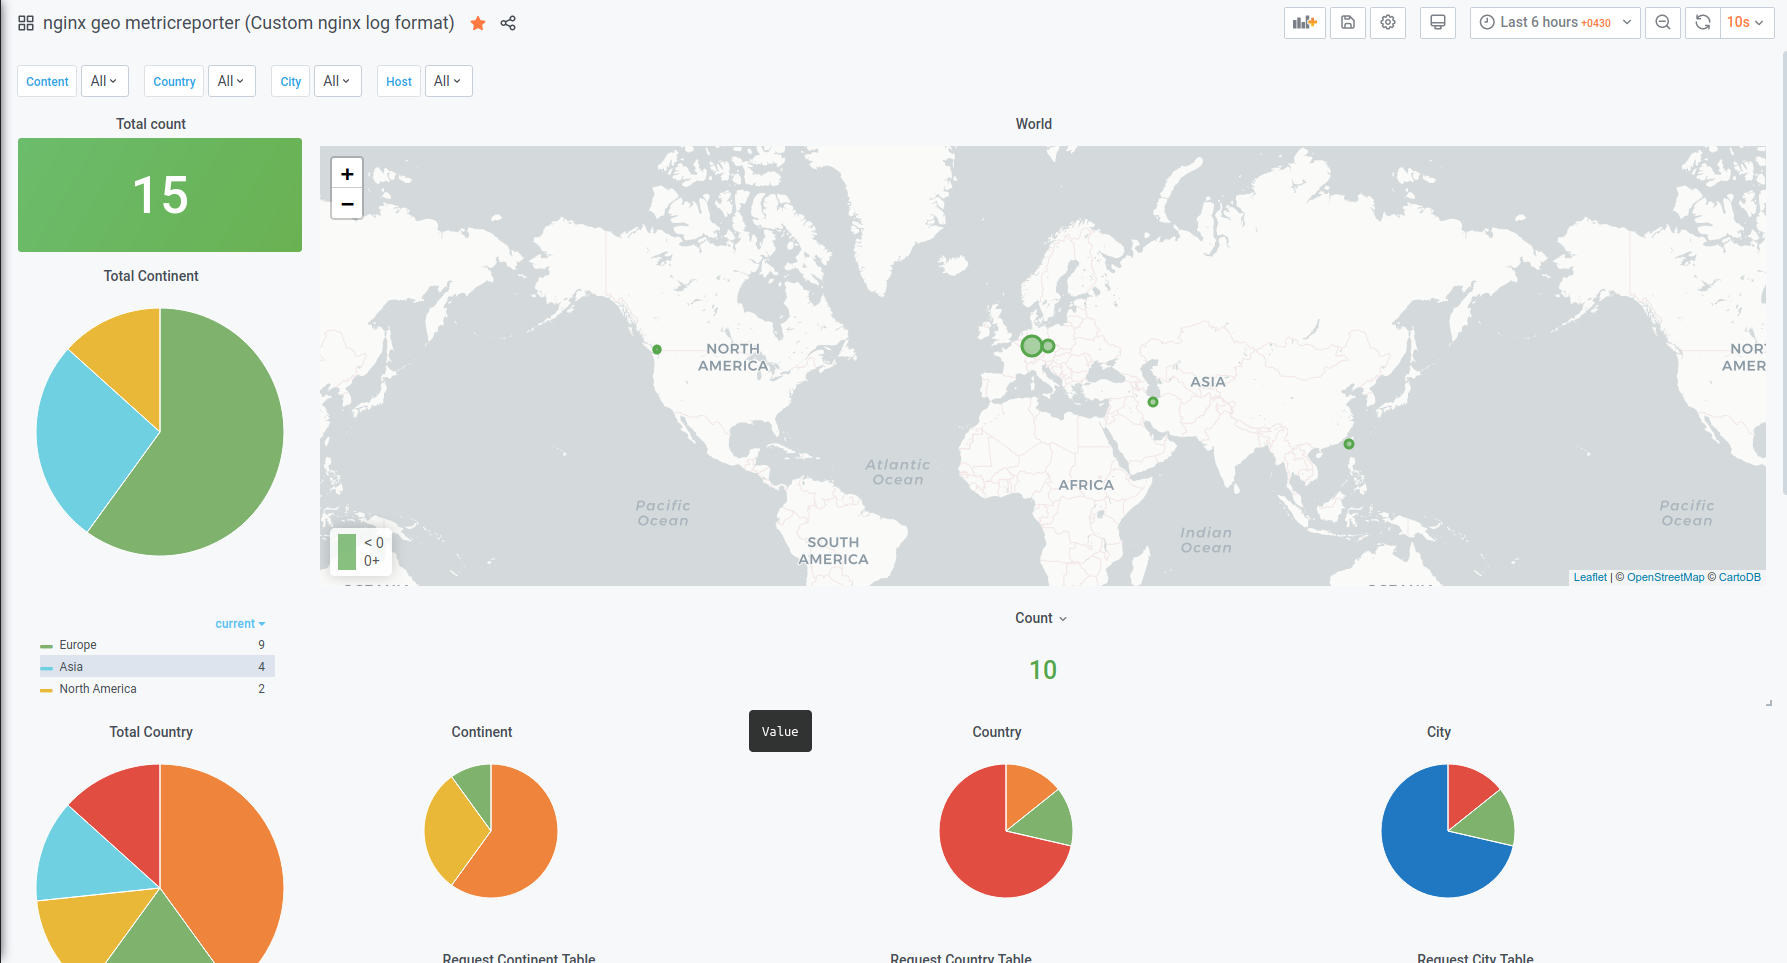 nginx geo metricreporter (Custom nginx log format)
Last 6 hours +0430
10s
Content All Country All City All Host All
Total count
15
World
+
−
NORTH
AMERICA
ASIA
NOR
AMER
Atlantic
Ocean
AFRICA
Pacific
Ocean
Pacific
Ocean
Indian
Ocean
SOUTH
AMERICA
< 0
0+
Leaflet | © OpenStreetMap © CartoDB
Total Continent
current
Europe 9
Asia 4
North America 2
Count
10
Value
Total Country
Continent
Country
City
Request Continent Table
Request Country Table
Request City Table